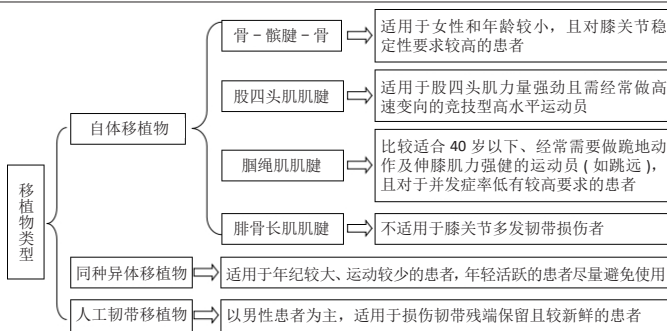 移植物类型
自体移植物
骨－髌腱－骨
适用于女性和年龄较小，且对膝关节稳
定性要求较高的患者
股四头肌肌腱
适用于股四头肌力量强劲且需经常做高
速变向的竞技型高水平运动员
腘绳肌肌腱
比较适合 40 岁以下、经常需要做跪地动
作及伸膝肌力强健的运动员 ( 如跳远 )，
且对于并发症率低有较高要求的患者
腓骨长肌肌腱
不适用于膝关节多发韧带损伤者
同种异体移植物
适用于年纪较大、运动较少的患者，年轻活跃的患者尽量避免使用
人工韧带移植物
以男性患者为主，适用于损伤韧带残端保留且较新鲜的患者